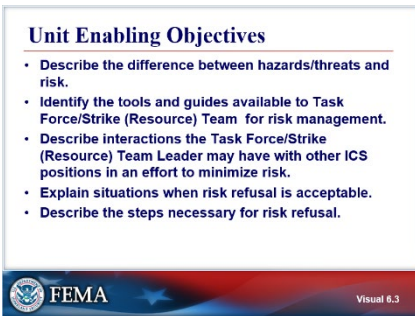 Unit Enabling Objectives
• Describe the difference between hazards/threats and
risk.
• Identify the tools and guides available to Task
Force/Strike (Resource) Team for risk management.
• Describe interactions the Task Force/Strike
(Resource) Team Leader may have with other ICS
positions in an effort to minimize risk.
• Explain situations when risk refusal is acceptable.
• Describe the steps necessary for risk refusal.
FEMA
Visual 6.3